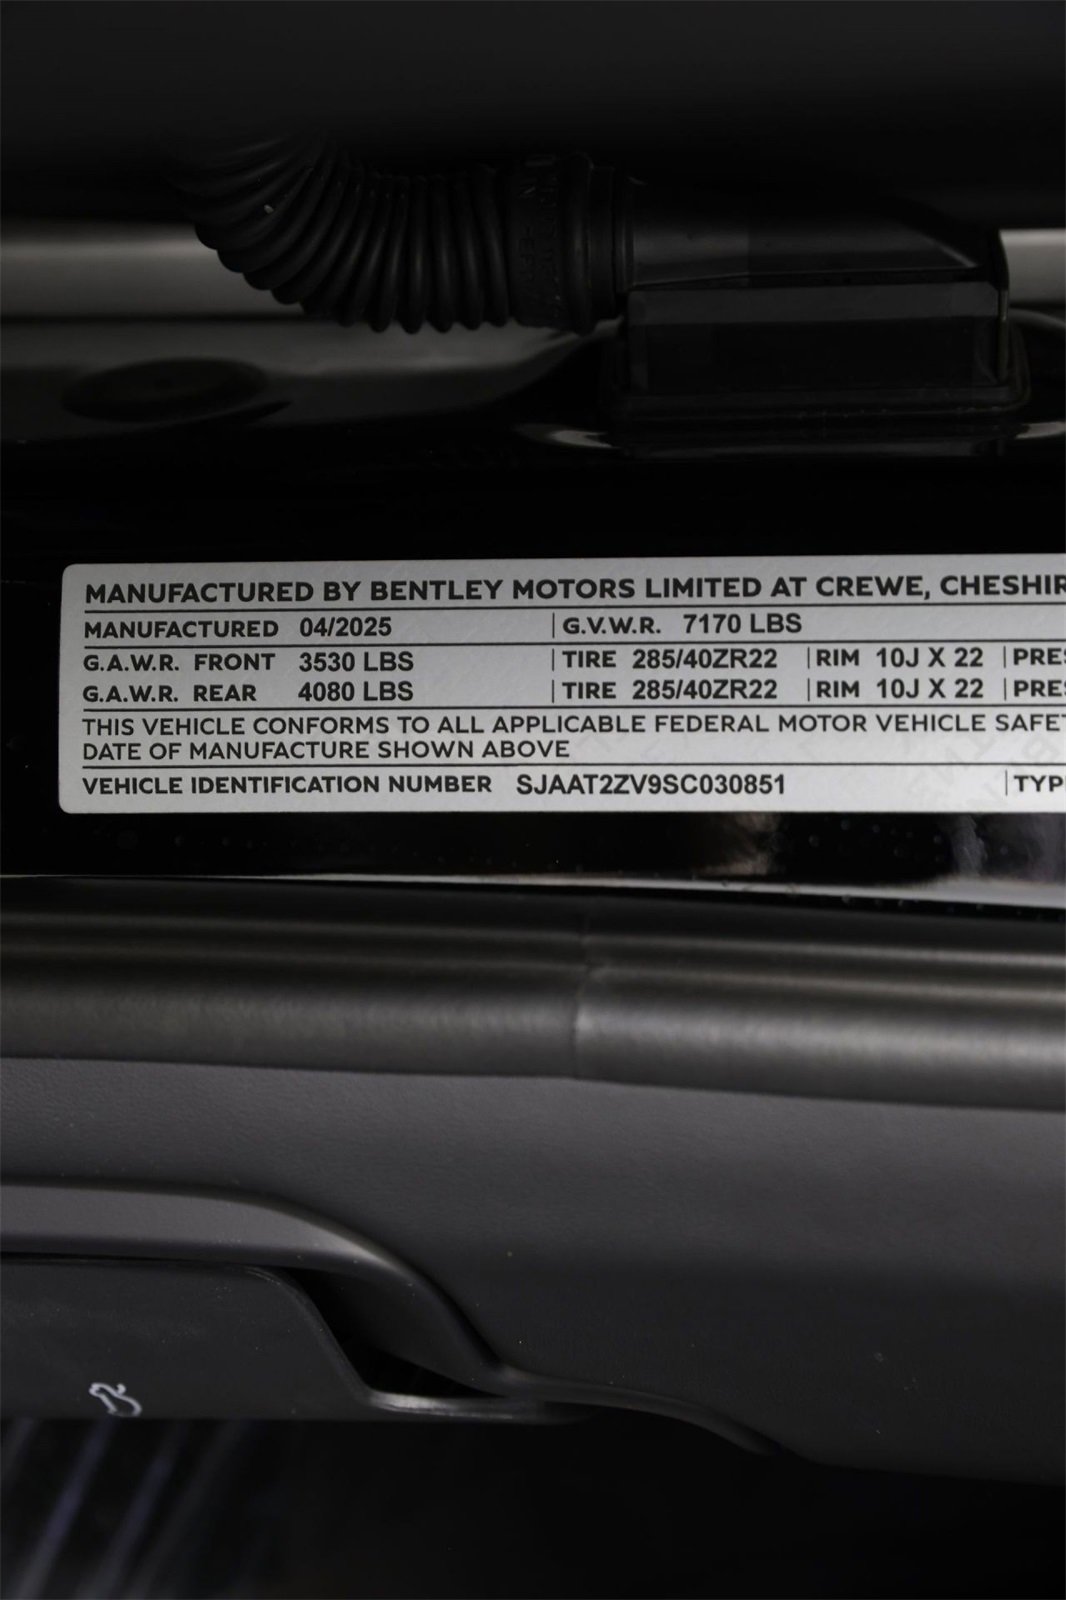 MANUFACTURED BY BENTLEY MOTORS LIMITED AT CREWE, CHESHIR
MANUFACTURED 04/2025 | G.V.W.R. 7170 LBS
G.A.W.R. FRONT 3530 LBS | TIRE 285/40ZR22 | RIM 10J X 22 | PRES
G.A.W.R. REAR 4080 LBS | TIRE 285/40ZR22 | RIM 10J X 22 | PRES
THIS VEHICLE CONFORMS TO ALL APPLICABLE FEDERAL MOTOR VEHICLE SAFET
DATE OF MANUFACTURE SHOWN ABOVE
VEHICLE IDENTIFICATION NUMBER SJAAT2ZV9SC030851 | TYPE